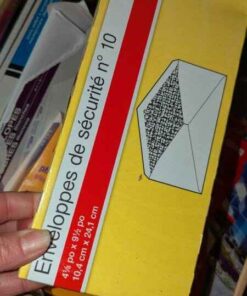 Enveloppes de sécurité n° 10
4⅛ po x 9½ po
10,4 cm x 24,1 cm